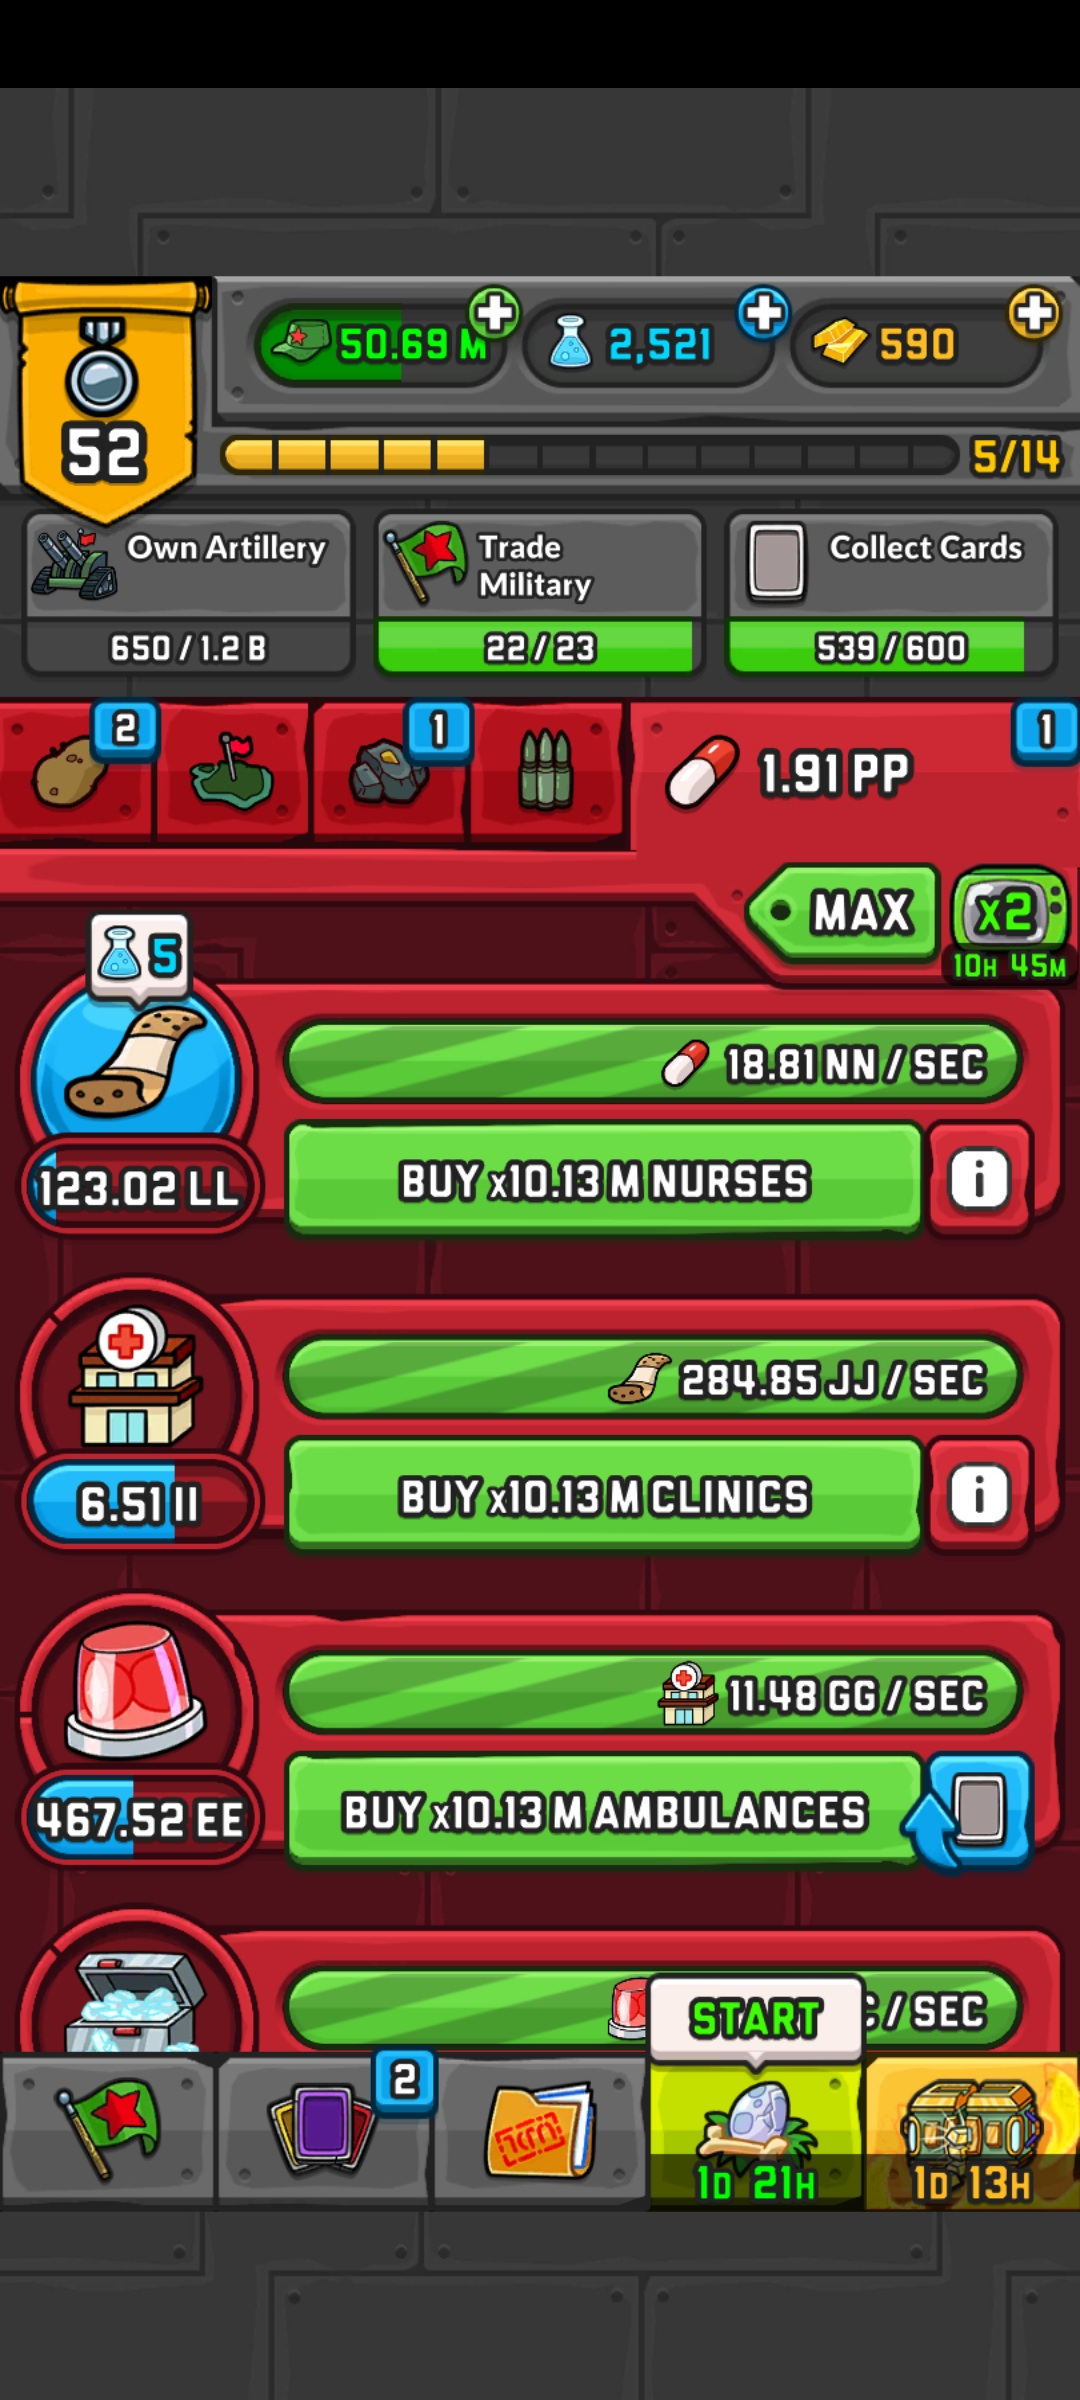 50.69 M
2,521
590
52
5/14
Own Artillery
650 / 1.2 B
Trade
Military
22 / 23
Collect Cards
539 / 600
2
1
1.91 PP
1
MAX
x2
10H 45M
5
18.81 NN / SEC
123.02 LL
BUY x10.13 M NURSES
i
284.85 JJ / SEC
6.51 II
BUY x10.13 M CLINICS
i
11.48 GG / SEC
467.52 EE
BUY x10.13 M AMBULANCES
/ SEC
START
2
1D 21H
1D 13H